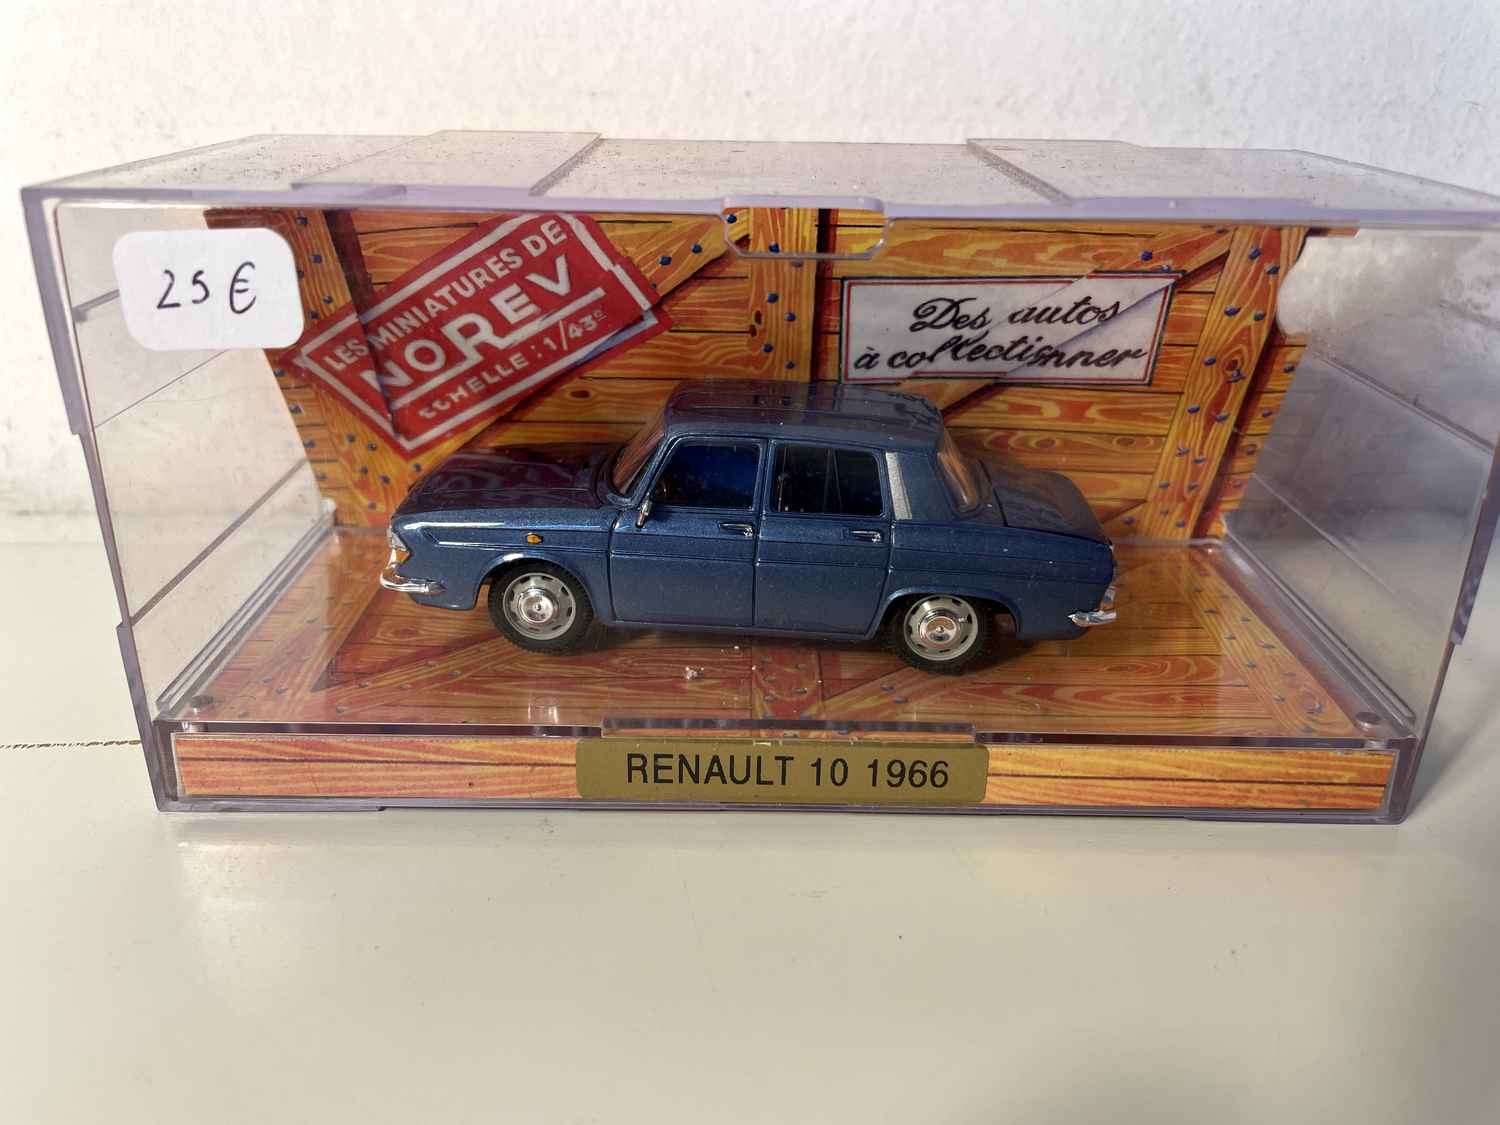 25 €
LES MINIATURES DE
NOREV
ECHELLE : 1/43e
Des autos
à collectionner
RENAULT 10 1966